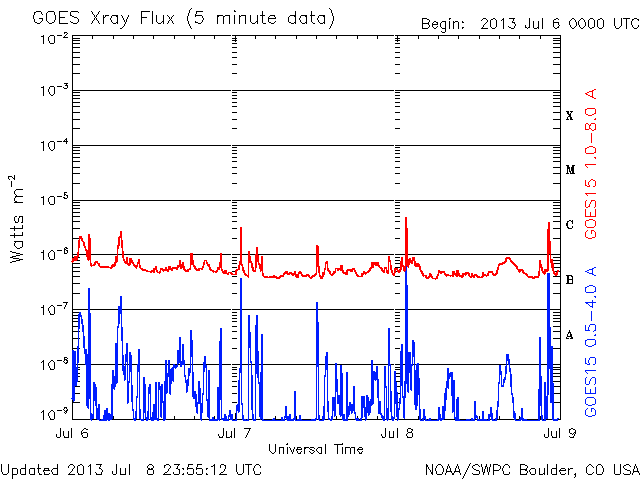 GOES Xray Flux (5 minute data)
Begin: 2013 Jul 6 0000 UTC
10⁻²
10⁻³
10⁻⁴
10⁻⁵
10⁻⁶
10⁻⁷
10⁻⁸
10⁻⁹
Watts m⁻²
X
M
C
B
A
GOES15 1.0–8.0 A
GOES15 0.5–4.0 A
Jul 6
Jul 7
Jul 8
Jul 9
Universal Time
Updated 2013 Jul 8 23:55:12 UTC
NOAA/SWPC Boulder, CO USA